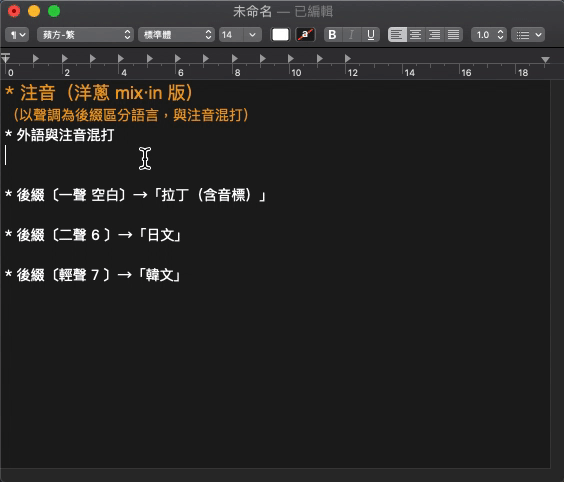 未命名 — 已編輯
¶ 蘋方-繁 標準體 14 a B I U 1.0
0 2 4 6 8 10 12 14 16 18
* 注音（洋蔥 mix·in 版）
（以聲調為後綴區分語言，與注音混打）
* 外語與注音混打
* 後綴〔一聲 空白〕→「拉丁（含音標）」
* 後綴〔二聲 6 〕→「日文」
* 後綴〔輕聲 7 〕→「韓文」